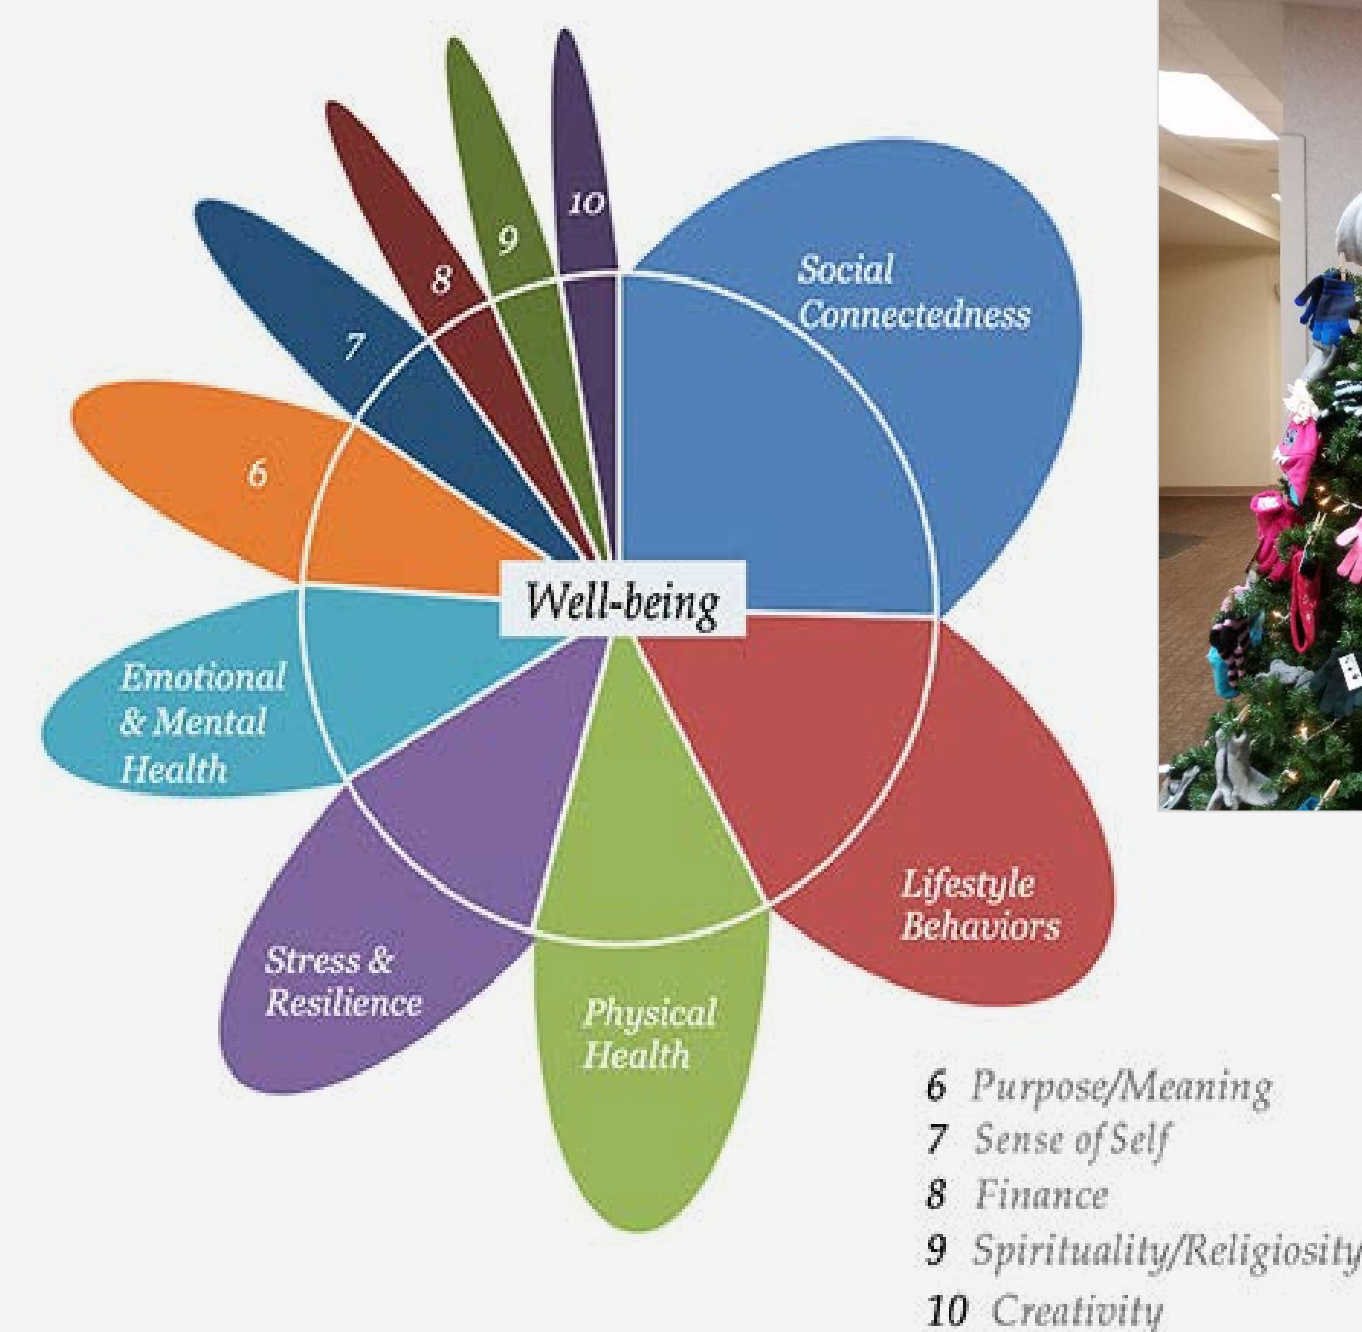 10
9
8
7
6
Social
Connectedness
Well-being
Emotional
& Mental
Health
Lifestyle
Behaviors
Stress &
Resilience
Physical
Health
6 Purpose/Meaning
7 Sense of Self
8 Finance
9 Spirituality/Religiosity
10 Creativity